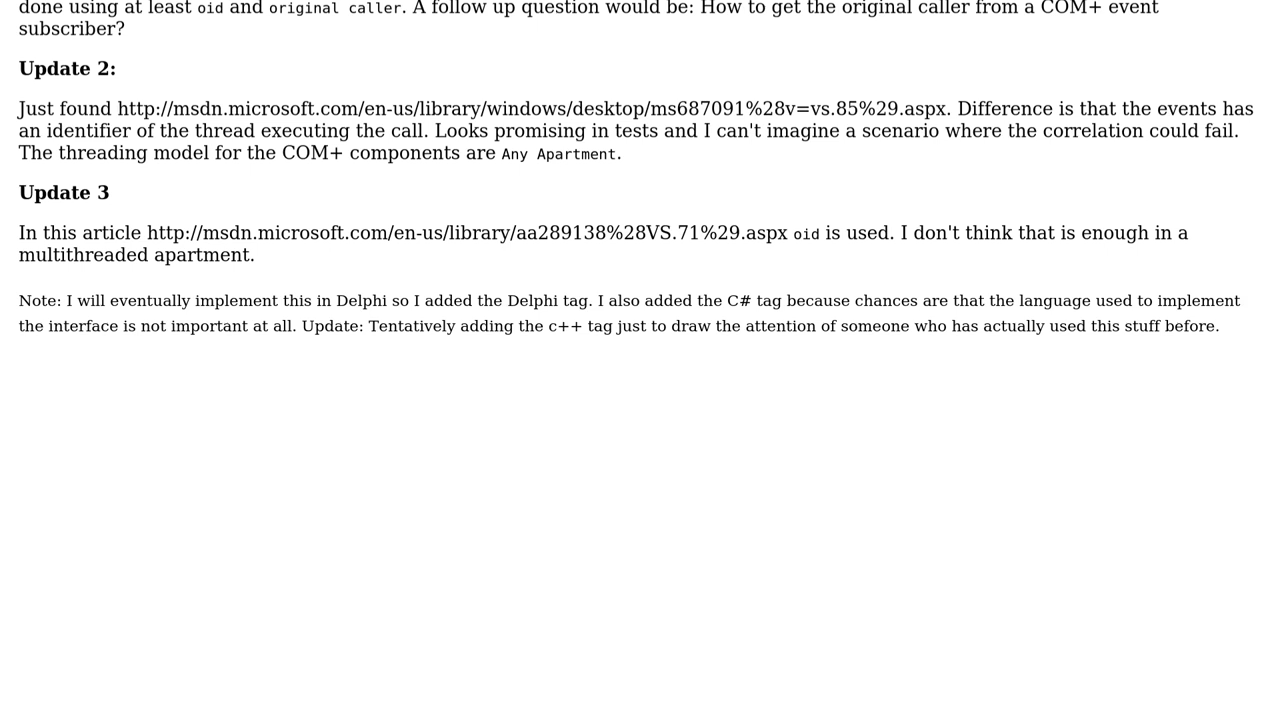 done using at least oid and original caller. A follow up question would be: How to get the original caller from a COM+ event
subscriber?
Update 2:
Just found http://msdn.microsoft.com/en-us/library/windows/desktop/ms687091%28v=vs.85%29.aspx. Difference is that the events has
an identifier of the thread executing the call. Looks promising in tests and I can't imagine a scenario where the correlation could fail.
The threading model for the COM+ components are Any Apartment.
Update 3
In this article http://msdn.microsoft.com/en-us/library/aa289138%28VS.71%29.aspx oid is used. I don't think that is enough in a
multithreaded apartment.
Note: I will eventually implement this in Delphi so I added the Delphi tag. I also added the C# tag because chances are that the language used to implement
the interface is not important at all. Update: Tentatively adding the c++ tag just to draw the attention of someone who has actually used this stuff before.